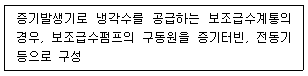 증기발생기로 냉각수를 공급하는 보조급수계통의
경우, 보조급수펌프의 구동원을 증기터빈, 전동기
등으로 구성